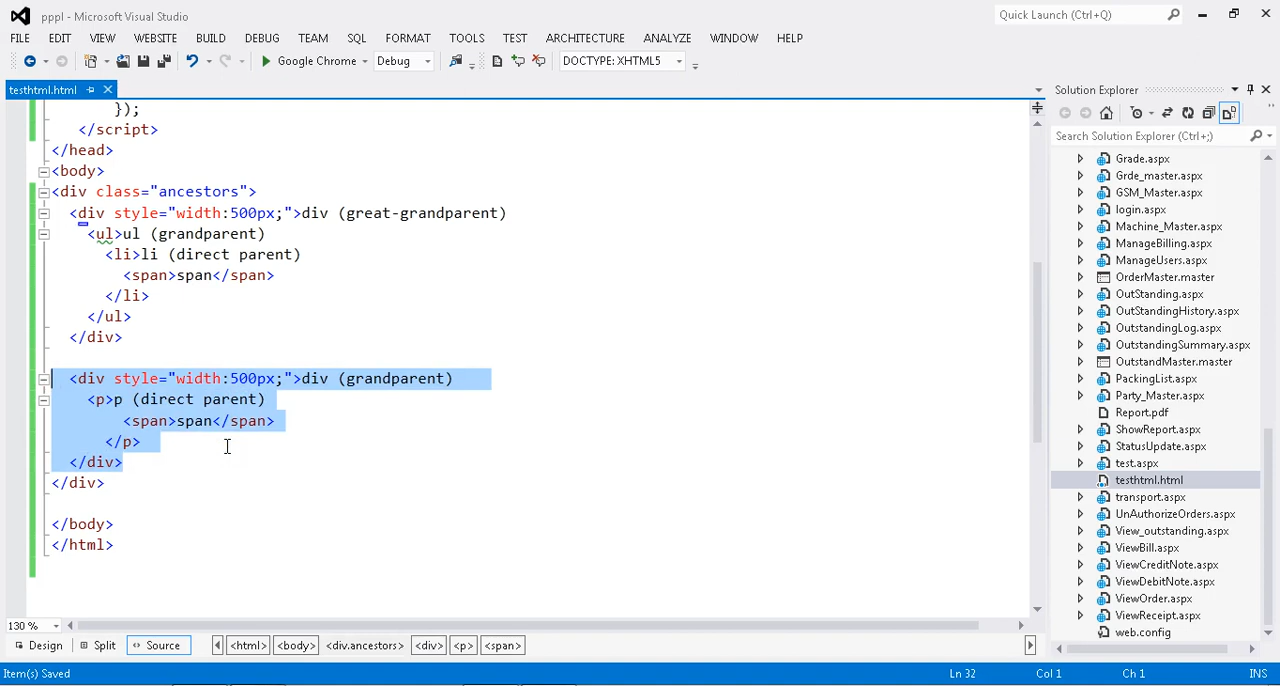 pppl - Microsoft Visual Studio
Quick Launch (Ctrl+Q)
FILE EDIT VIEW WEBSITE BUILD DEBUG TEAM SQL FORMAT TOOLS TEST ARCHITECTURE ANALYZE WINDOW HELP
Google Chrome Debug DOCTYPE: XHTML5
testhtml.html
});
</script>
</head>
<body>
<div class="ancestors">
<div style="width:500px;">div (great-grandparent)
<ul>ul (grandparent)
<li>li (direct parent)
<span>span</span>
</li>
</ul>
</div>
<div style="width:500px;">div (grandparent)
<p>p (direct parent)
<span>span</span>
</p>
</div>
</div>
</body>
</html>
130 %
Design Split Source <html> <body> <div.ancestors> <div> <p> <span>
Solution Explorer
Search Solution Explorer (Ctrl+;)
Grade.aspx
Grde_master.aspx
GSM_Master.aspx
login.aspx
Machine_Master.aspx
ManageBilling.aspx
ManageUsers.aspx
OrderMaster.master
OutStanding.aspx
OutStandingHistory.aspx
OutstandingLog.aspx
OutstandingSummary.aspx
OutstandMaster.master
PackingList.aspx
Party_Master.aspx
Report.pdf
ShowReport.aspx
StatusUpdate.aspx
test.aspx
testhtml.html
transport.aspx
UnAuthorizeOrders.aspx
View_outstanding.aspx
ViewBill.aspx
ViewCreditNote.aspx
ViewDebitNote.aspx
ViewOrder.aspx
ViewReceipt.aspx
web.config
Item(s) Saved Ln 32 Col 1 Ch 1 INS